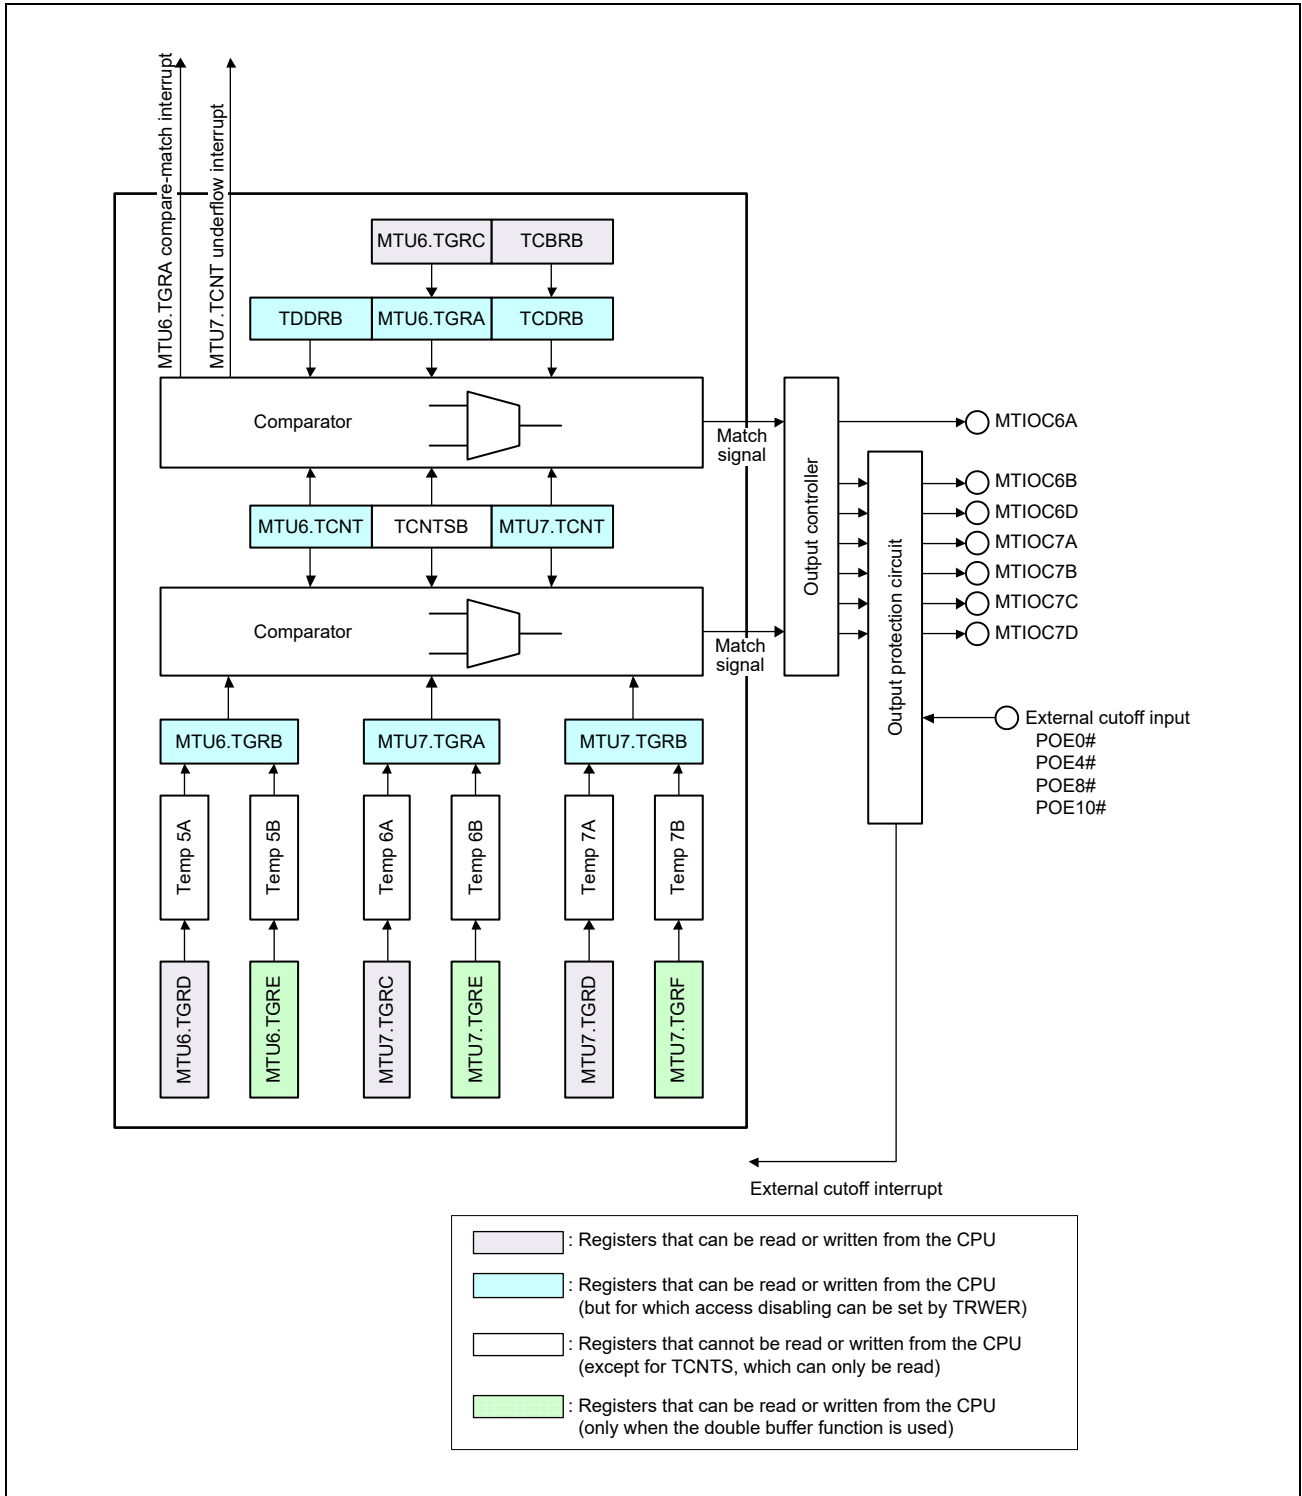 MTU6.TGRA compare-match interrupt
MTU7.TCNT underflow interrupt
MTU6.TGRC
TCBRB
TDDRB
MTU6.TGRA
TCDRB
Comparator
Match
signal
MTU6.TCNT
TCNTSB
MTU7.TCNT
Comparator
Match
signal
Output controller
Output protection circuit
MTIOC6A
MTIOC6B
MTIOC6D
MTIOC7A
MTIOC7B
MTIOC7C
MTIOC7D
External cutoff input
POE0#
POE4#
POE8#
POE10#
MTU6.TGRB
MTU7.TGRA
MTU7.TGRB
Temp 5A
Temp 5B
Temp 6A
Temp 6B
Temp 7A
Temp 7B
MTU6.TGRD
MTU6.TGRE
MTU7.TGRC
MTU7.TGRE
MTU7.TGRD
MTU7.TGRF
External cutoff interrupt
: Registers that can be read or written from the CPU
: Registers that can be read or written from the CPU
(but for which access disabling can be set by TRWER)
: Registers that cannot be read or written from the CPU
(except for TCNTS, which can only be read)
: Registers that can be read or written from the CPU
(only when the double buffer function is used)